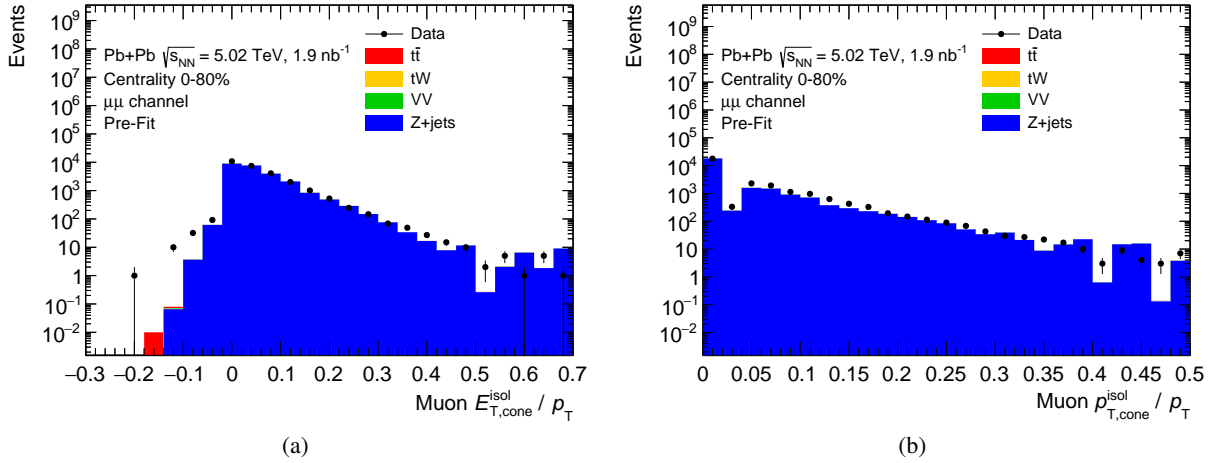 Events
10⁹
10⁸
10⁷
10⁶
10⁵
10⁴
10³
10²
10
1
10⁻¹
10⁻²
Pb+Pb √sNN = 5.02 TeV, 1.9 nb⁻¹
Centrality 0-80%
μμ channel
Pre-Fit
Data
tt̄
tW
VV
Z+jets
−0.3 −0.2 −0.1 0 0.1 0.2 0.3 0.4 0.5 0.6 0.7
Muon E^isol_T,cone / p_T
(a)
Events
10⁹
10⁸
10⁷
10⁶
10⁵
10⁴
10³
10²
10
1
10⁻¹
10⁻²
Pb+Pb √sNN = 5.02 TeV, 1.9 nb⁻¹
Centrality 0-80%
μμ channel
Pre-Fit
Data
tt̄
tW
VV
Z+jets
0 0.05 0.1 0.15 0.2 0.25 0.3 0.35 0.4 0.45 0.5
Muon p^isol_T,cone / p_T
(b)